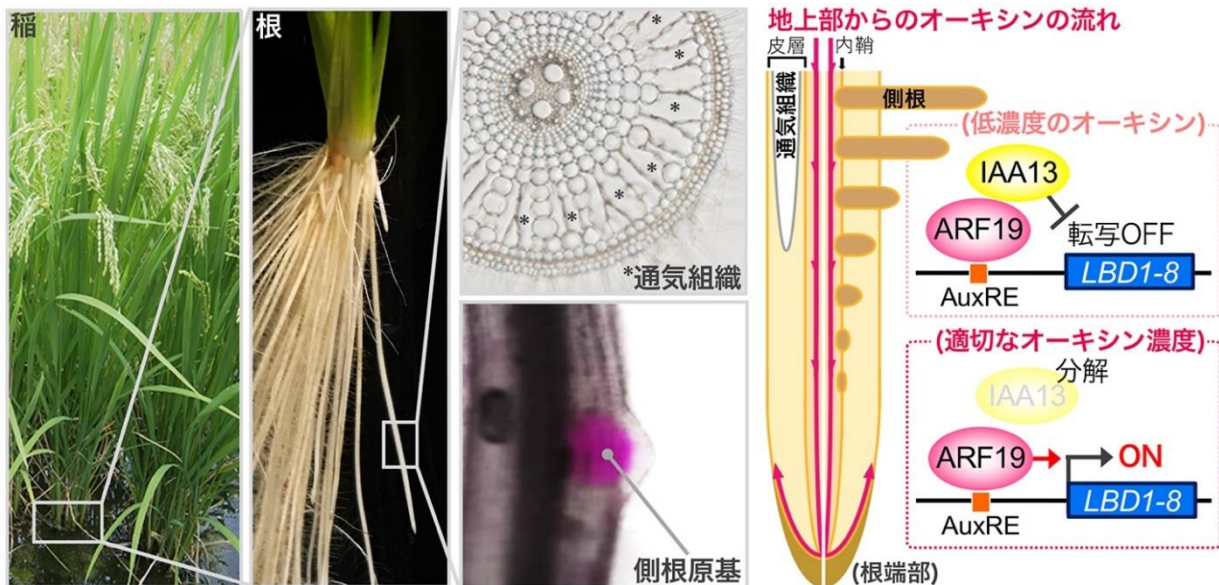 稲
根
*
*
*
*
*
*
*
*
*通気組織
側根原基
地上部からのオーキシンの流れ
皮層
内鞘
通気組織
側根
(低濃度のオーキシン)
IAA13
ARF19
転写OFF
LBD1-8
AuxRE
(適切なオーキシン濃度)
分解
IAA13
ARF19
ON
LBD1-8
AuxRE
(根端部)